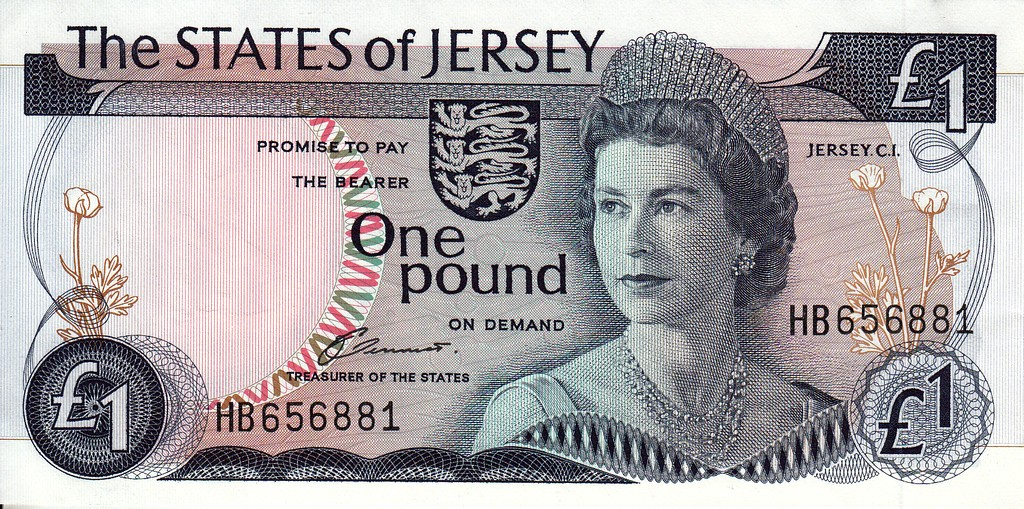 The STATES of JERSEY
£1
PROMISE TO PAY
JERSEY C.I.
THE BEARER
One
pound
ON DEMAND
HB656881
TREASURER OF THE STATES
HB656881
£1
£1